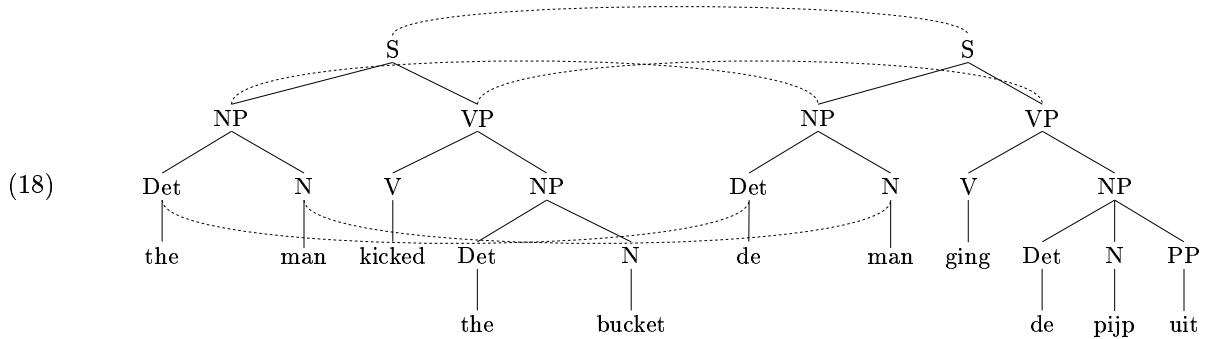 S S
NP VP NP VP
(18) Det N V NP Det N V NP
the man kicked Det N de man ging Det N PP
the bucket de pijp uit